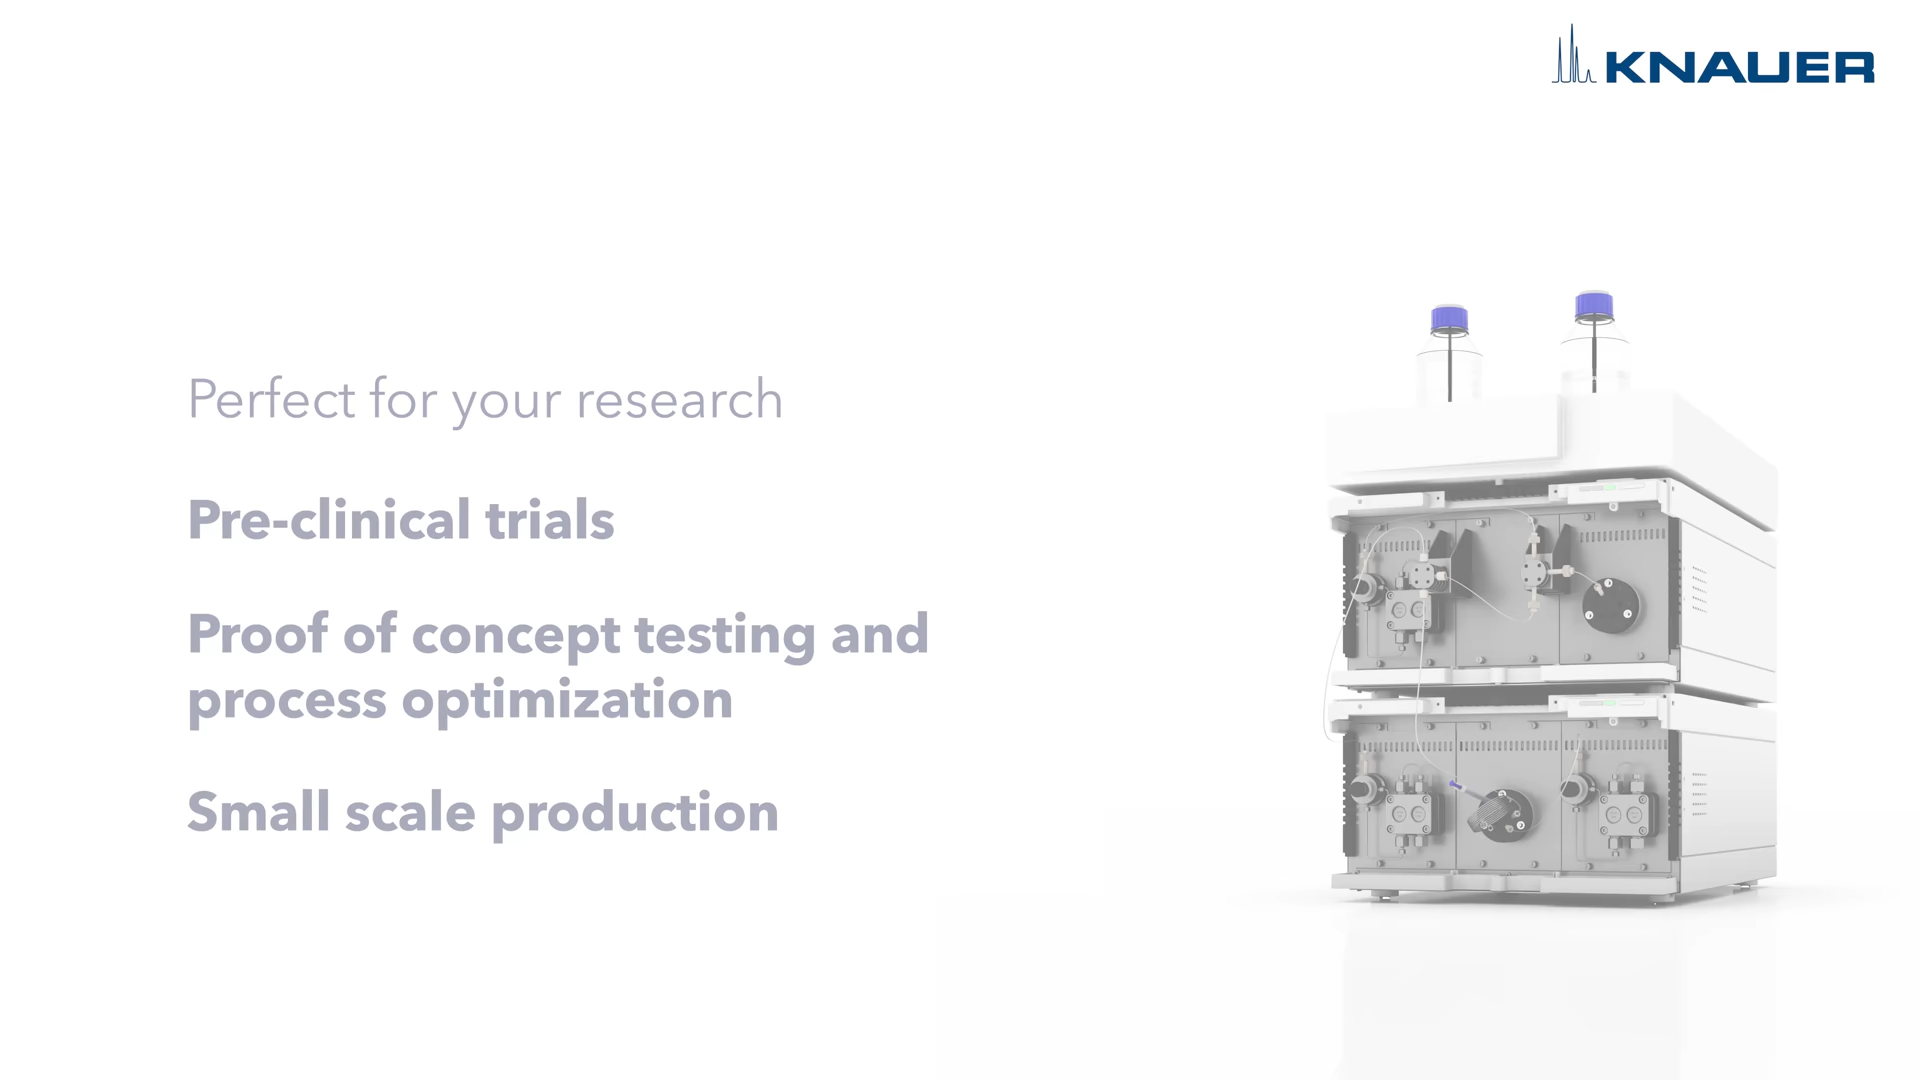 KNAUER
Perfect for your research
Pre-clinical trials
Proof of concept testing and
process optimization
Small scale production